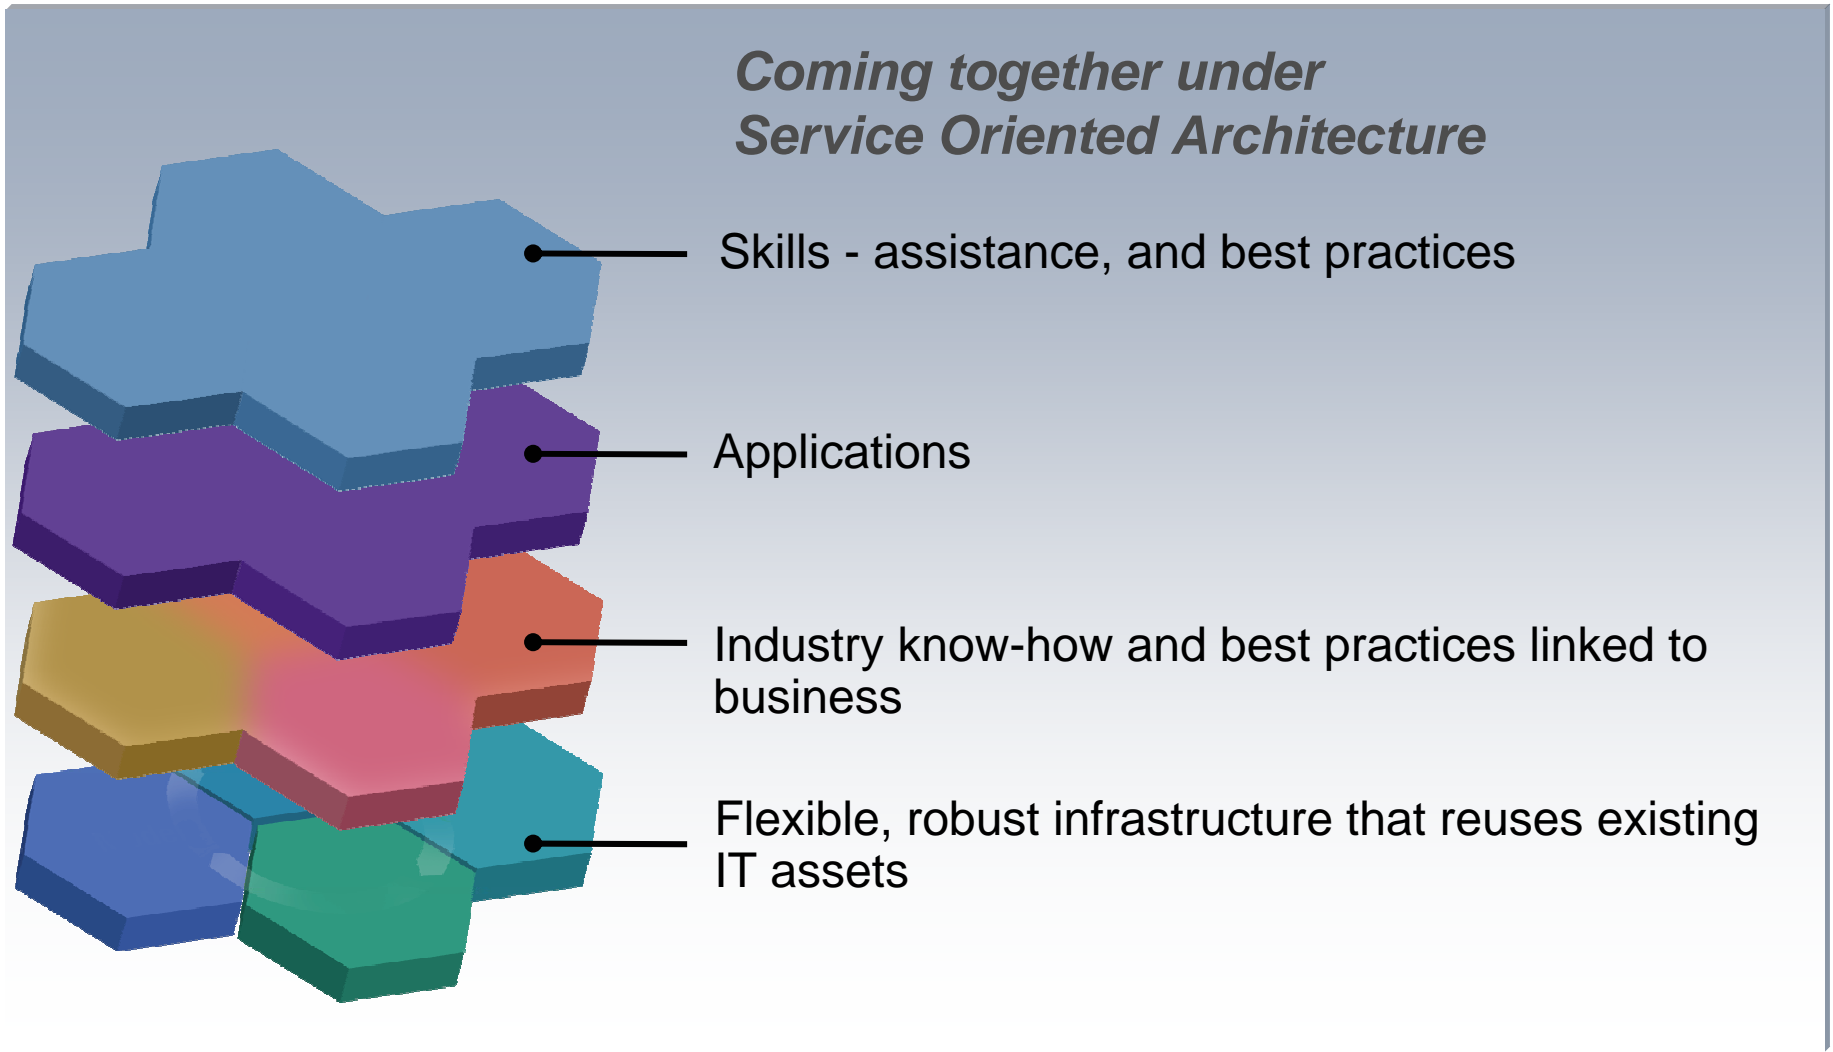 Coming together under
Service Oriented Architecture
Skills - assistance, and best practices
Applications
Industry know-how and best practices linked to
business
Flexible, robust infrastructure that reuses existing
IT assets